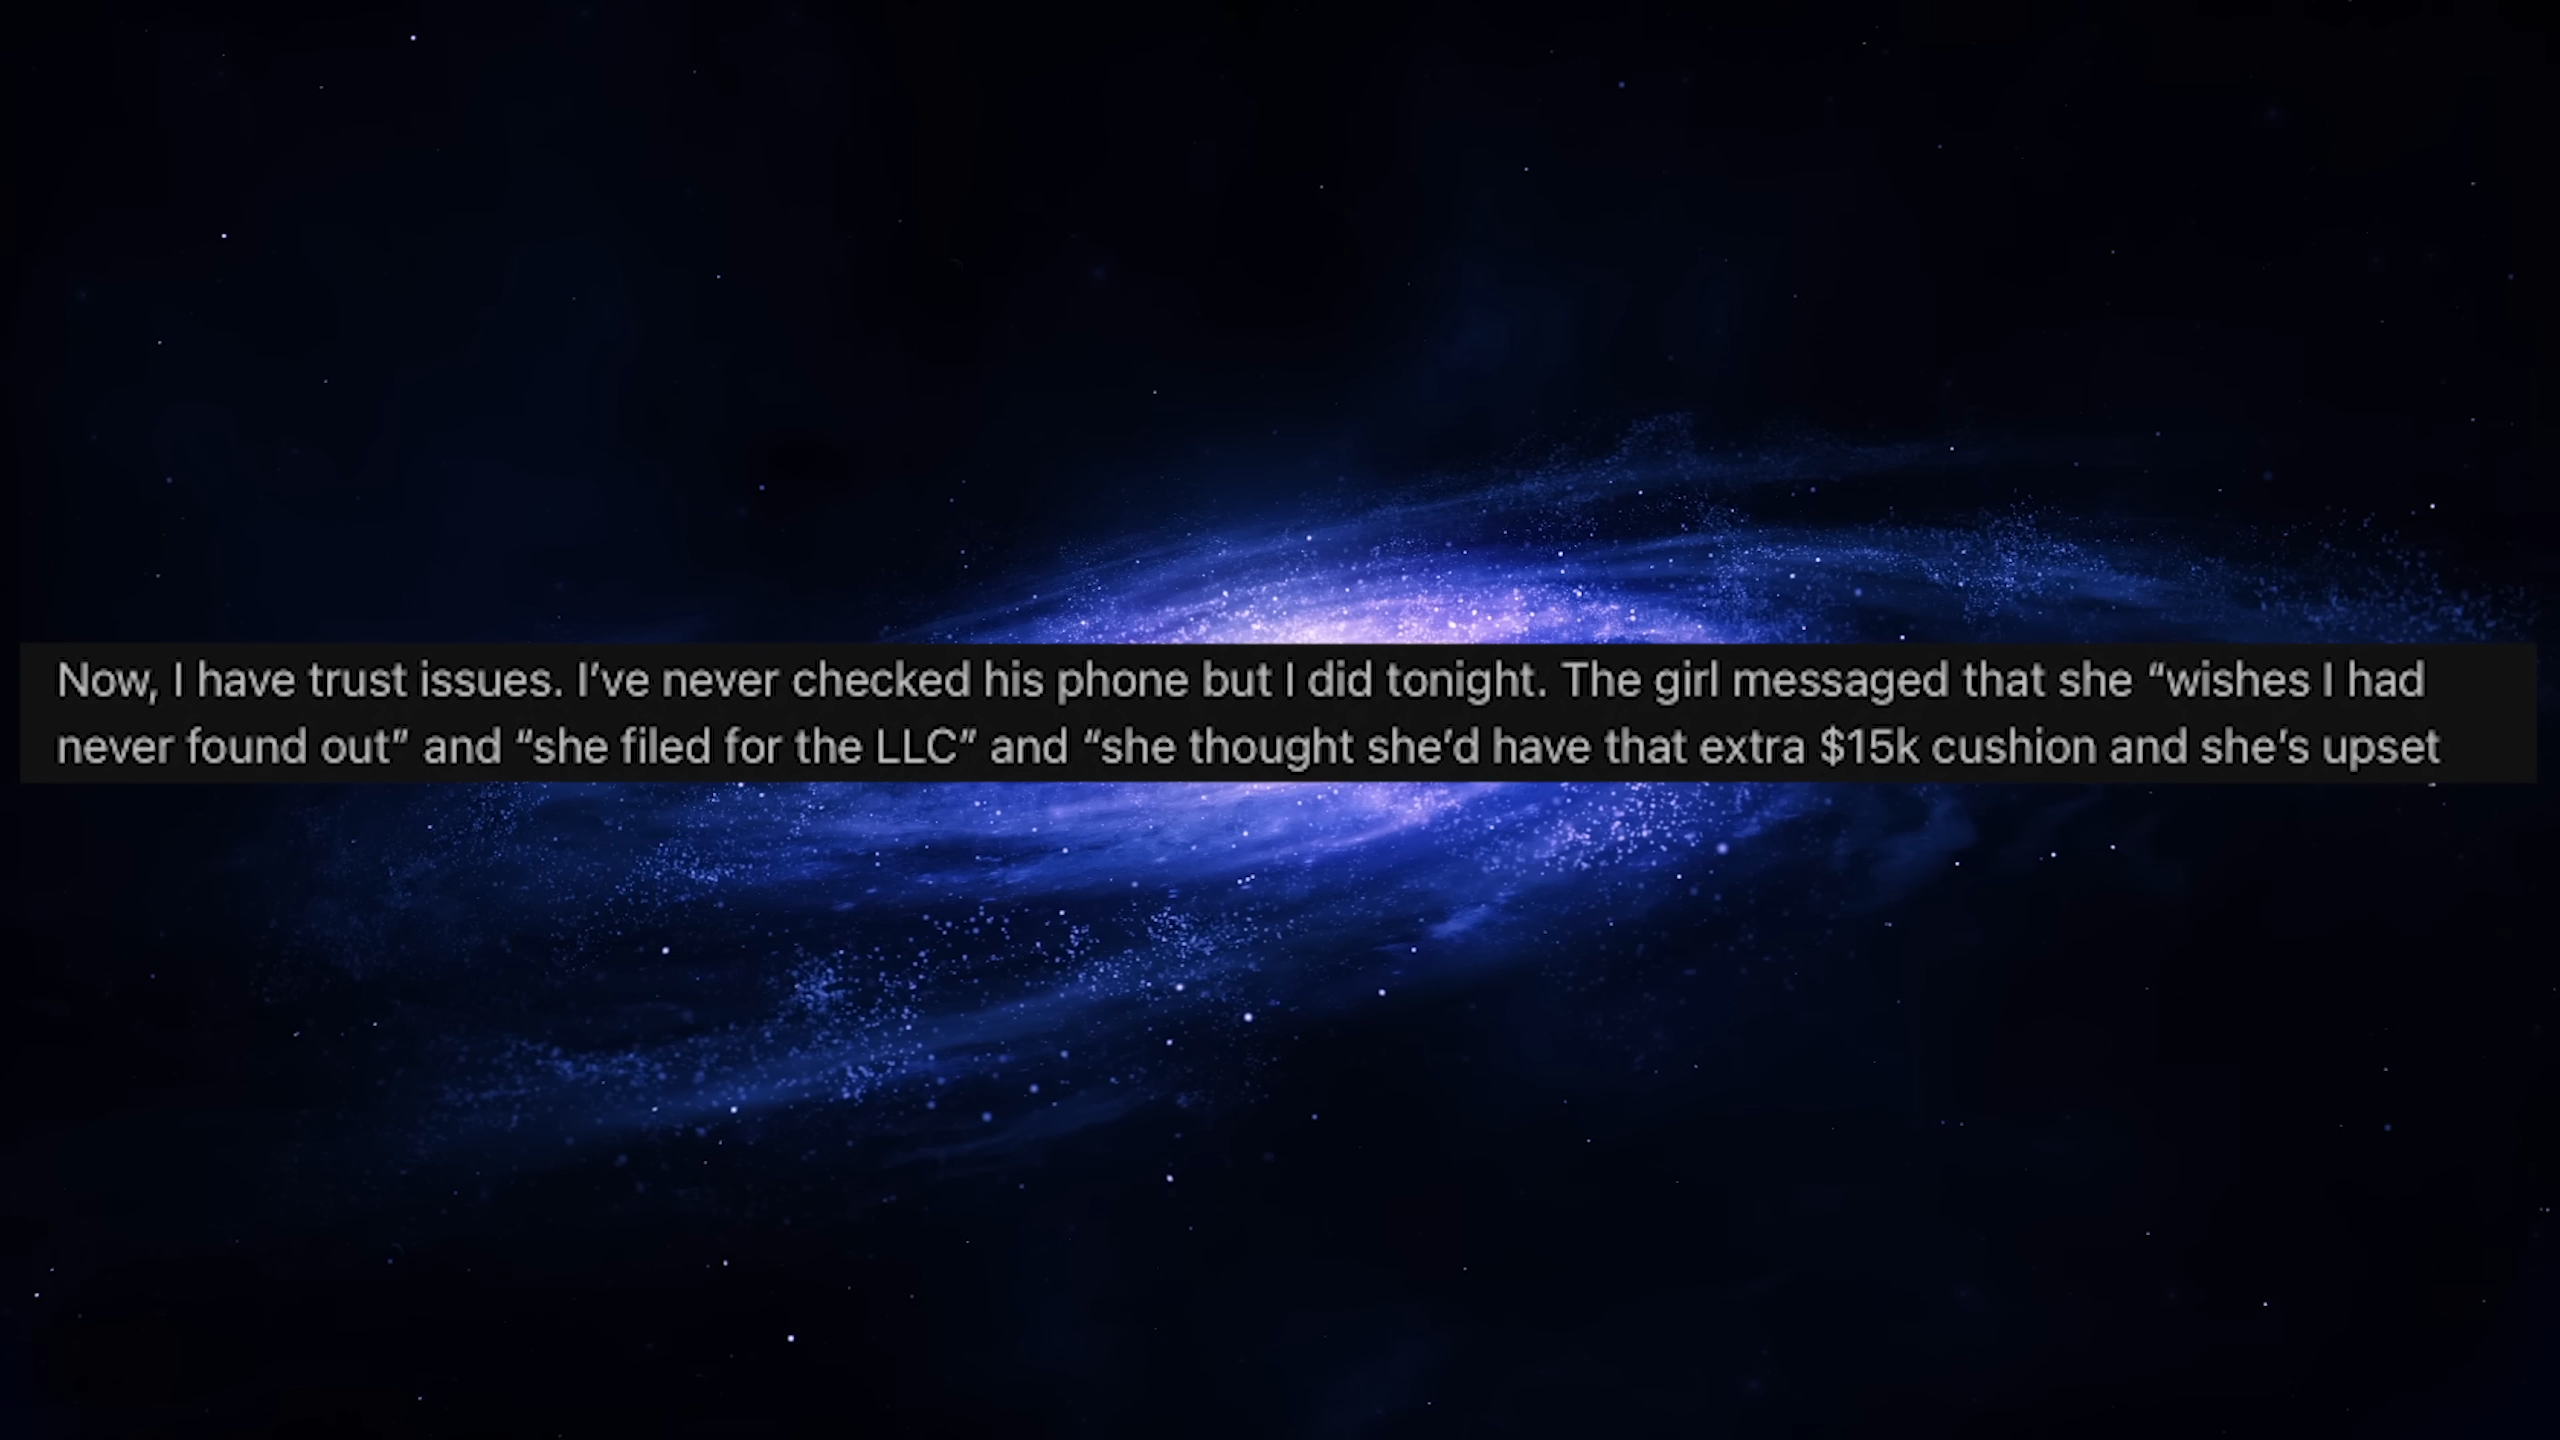 Now, I have trust issues. I’ve never checked his phone but I did tonight. The girl messaged that she “wishes I had
never found out” and “she filed for the LLC” and “she thought she’d have that extra $15k cushion and she’s upset